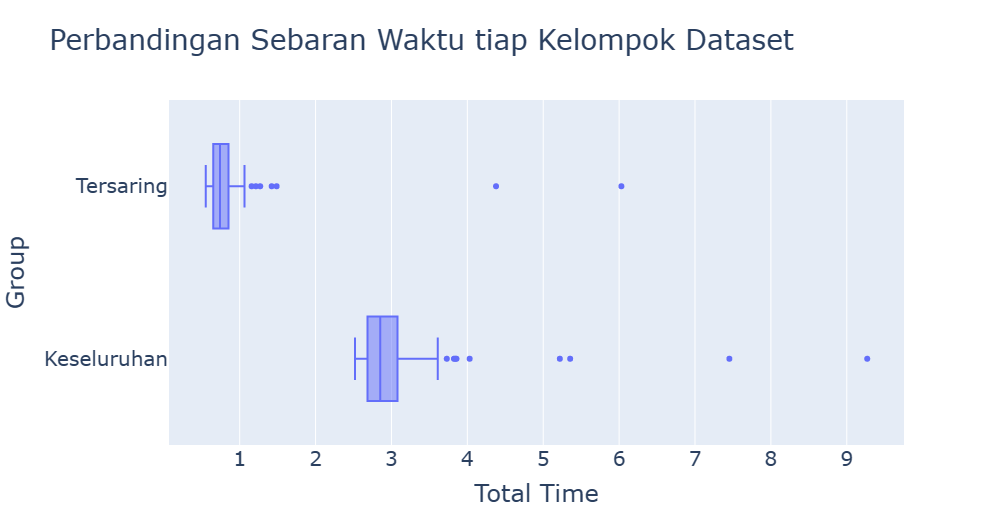 Perbandingan Sebaran Waktu tiap Kelompok Dataset
Group
Tersaring
Keseluruhan
1 2 3 4 5 6 7 8 9
Total Time